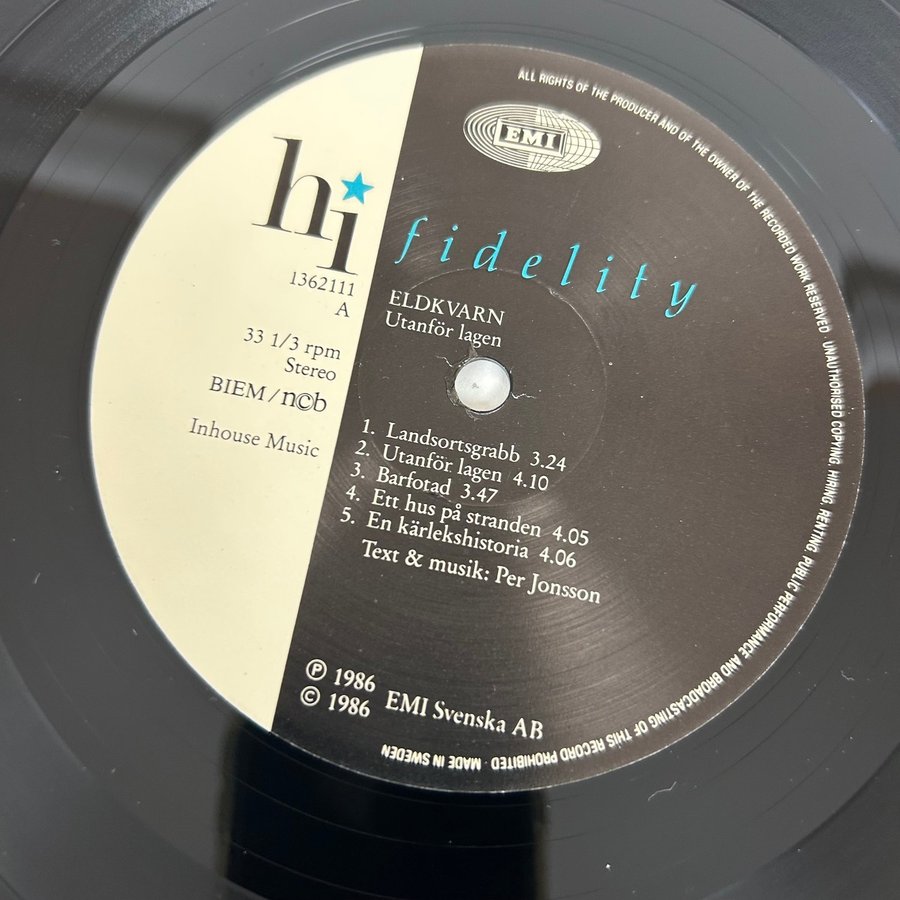 ALL RIGHTS OF THE PRODUCER AND OF THE OWNER OF THE RECORDED WORK RESERVED · UNAUTHORISED COPYING, HIRING, RENTING PUBLIC PERFORMANCE AND BROADCASTING OF THIS RECORD PROHIBITED · MADE IN SWEDEN
EMI
hi fidelity
1362111
A
33 1/3 rpm
Stereo
BIEM/n©b
Inhouse Music
ELDKVARN
Utanför lagen
1. Landsortsgrabb 3.24
2. Utanför lagen 4.10
3. Barfotad 3.47
4. Ett hus på stranden 4.05
5. En kärlekshistoria 4.06
Text & musik: Per Jonsson
℗ 1986
© 1986 EMI Svenska AB